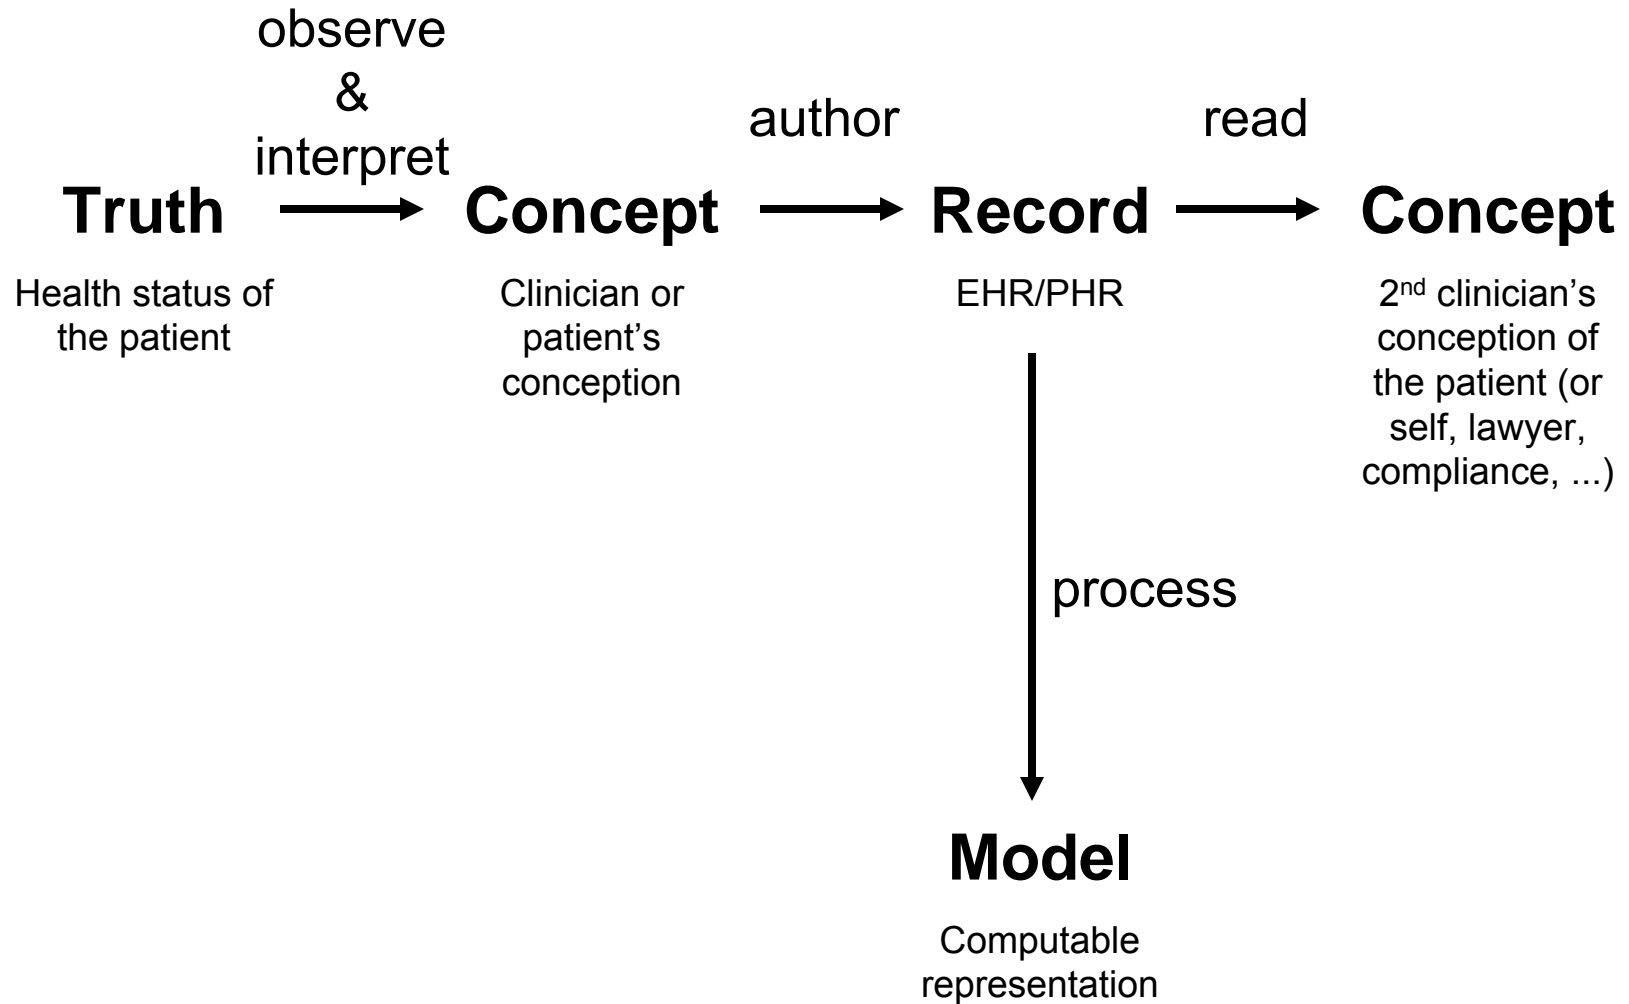 observe
&
interpret
author
read
Truth
Concept
Record
Concept
Health status of
the patient
Clinician or
patient’s
conception
EHR/PHR
2nd clinician’s
conception of
the patient (or
self, lawyer,
compliance, ...)
process
Model
Computable
representation